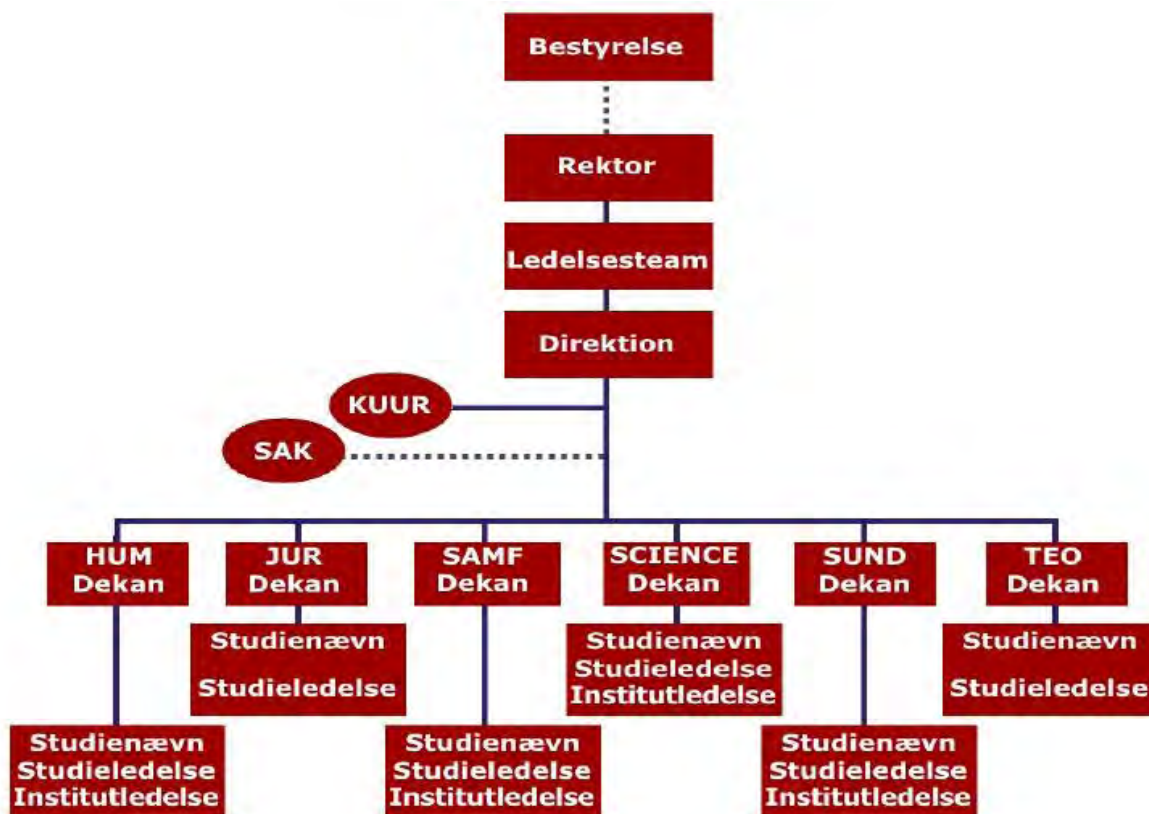 Bestyrelse
Rektor
Ledelsesteam
Direktion
KUUR
SAK
HUM
Dekan
JUR
Dekan
SAMF
Dekan
SCIENCE
Dekan
SUND
Dekan
TEO
Dekan
Studienævn
Studieledelse
Studienævn
Studieledelse
Institutledelse
Studienævn
Studieledelse
Studienævn
Studieledelse
Institutledelse
Studienævn
Studieledelse
Institutledelse
Studienævn
Studieledelse
Institutledelse